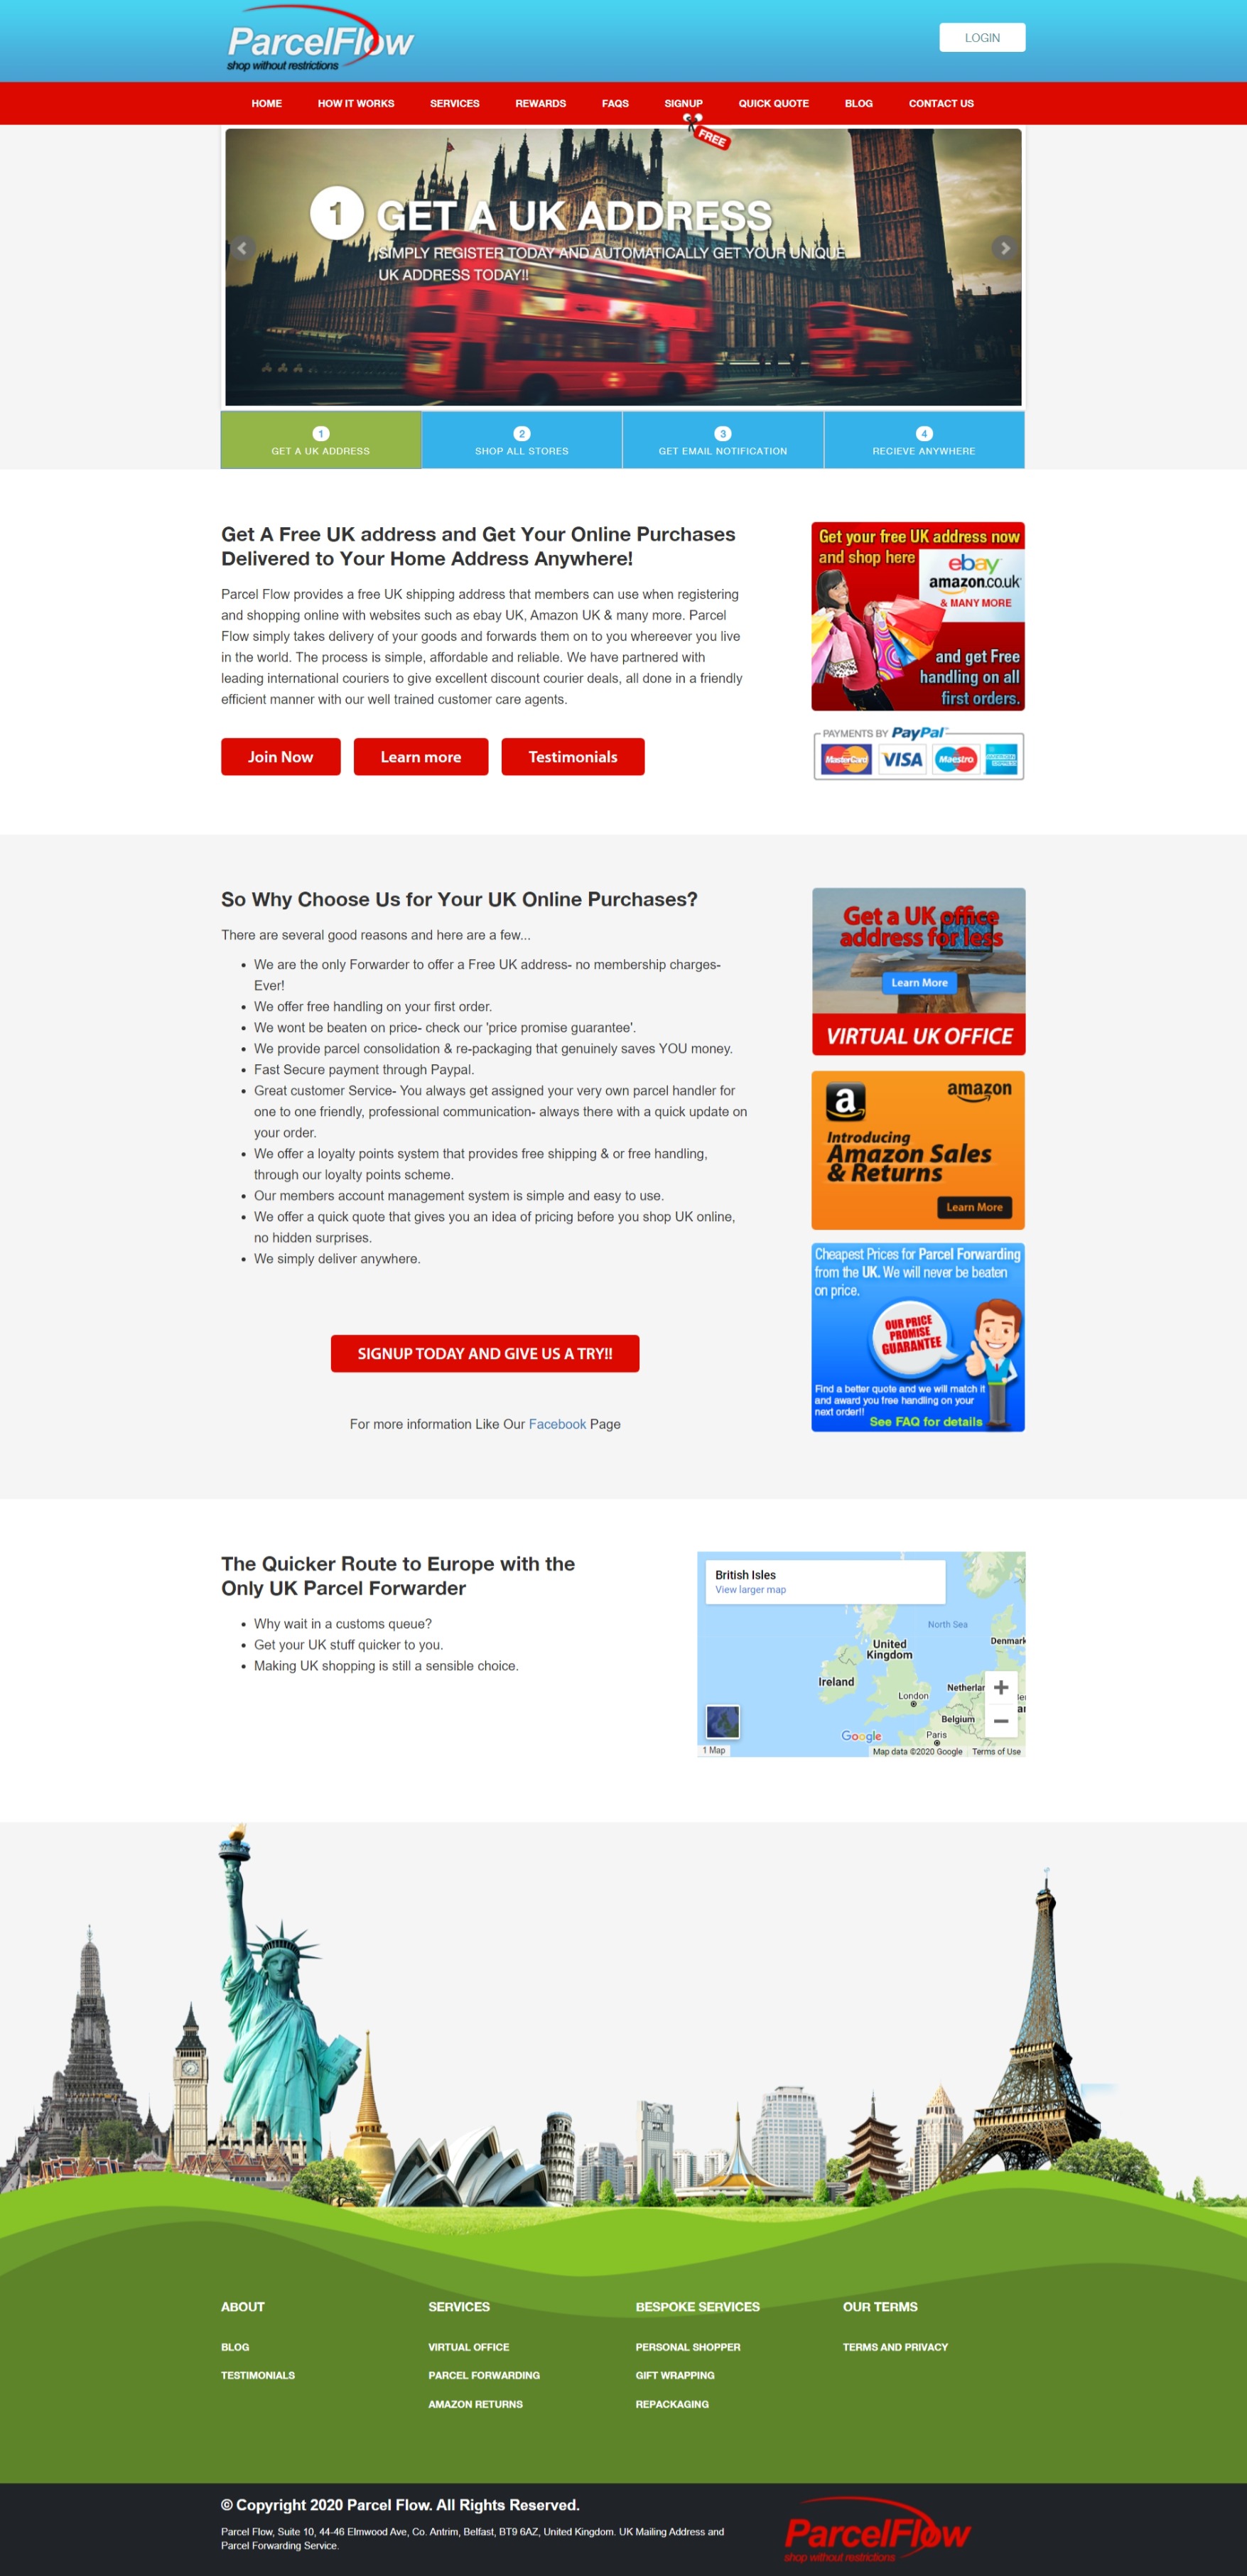 ParcelFlow
shop without restrictions
LOGIN
HOME
HOW IT WORKS
SERVICES
REWARDS
FAQS
SIGNUP
QUICK QUOTE
BLOG
CONTACT US
FREE
1
GET A UK ADDRESS
SIMPLY REGISTER TODAY AND AUTOMATICALLY GET YOUR UNIQUE
UK ADDRESS TODAY!!
1
GET A UK ADDRESS
2
SHOP ALL STORES
3
GET EMAIL NOTIFICATION
4
RECIEVE ANYWHERE
Get A Free UK address and Get Your Online Purchases
Delivered to Your Home Address Anywhere!
Parcel Flow provides a free UK shipping address that members can use when registering
and shopping online with websites such as ebay UK, Amazon UK & many more. Parcel
Flow simply takes delivery of your goods and forwards them on to you whereever you live
in the world. The process is simple, affordable and reliable. We have partnered with
leading international couriers to give excellent discount courier deals, all done in a friendly
efficient manner with our well trained customer care agents.
Join Now
Learn more
Testimonials
Get your free UK address now
and shop here
ebay
amazon.co.uk
& MANY MORE
and get Free
handling on all
first orders.
PAYMENTS BY PayPal
MasterCard
VISA
Maestro
AMERICAN
EXPRESS
So Why Choose Us for Your UK Online Purchases?
There are several good reasons and here are a few...
• We are the only Forwarder to offer a Free UK address- no membership charges-
Ever!
• We offer free handling on your first order.
• We wont be beaten on price- check our 'price promise guarantee'.
• We provide parcel consolidation & re-packaging that genuinely saves YOU money.
• Fast Secure payment through Paypal.
• Great customer Service- You always get assigned your very own parcel handler for
one to one friendly, professional communication- always there with a quick update on
your order.
• We offer a loyalty points system that provides free shipping & or free handling,
through our loyalty points scheme.
• Our members account management system is simple and easy to use.
• We offer a quick quote that gives you an idea of pricing before you shop UK online,
no hidden surprises.
• We simply deliver anywhere.
SIGNUP TODAY AND GIVE US A TRY!!
For more information Like Our Facebook Page
Get a UK office
address for less
Learn More
VIRTUAL UK OFFICE
a
amazon
Introducing
Amazon Sales
& Returns
Learn More
Cheapest Prices for Parcel Forwarding
from the UK. We will never be beaten
on price.
OUR PRICE
PROMISE
GUARANTEE
Find a better quote and we will match it
and award you free handling on your
next order!!
See FAQ for details
The Quicker Route to Europe with the
Only UK Parcel Forwarder
• Why wait in a customs queue?
• Get your UK stuff quicker to you.
• Making UK shopping is still a sensible choice.
British Isles
View larger map
North Sea
United
Kingdom
Denmark
Ireland
Netherlan
London
Belgium
Paris
Google
1 Map
Map data ©2020 Google
Terms of Use
ABOUT
BLOG
TESTIMONIALS
SERVICES
VIRTUAL OFFICE
PARCEL FORWARDING
AMAZON RETURNS
BESPOKE SERVICES
PERSONAL SHOPPER
GIFT WRAPPING
REPACKAGING
OUR TERMS
TERMS AND PRIVACY
© Copyright 2020 Parcel Flow. All Rights Reserved.
Parcel Flow, Suite 10, 44-46 Elmwood Ave, Co. Antrim, Belfast, BT9 6AZ, United Kingdom. UK Mailing Address and
Parcel Forwarding Service.
ParcelFlow
shop without restrictions